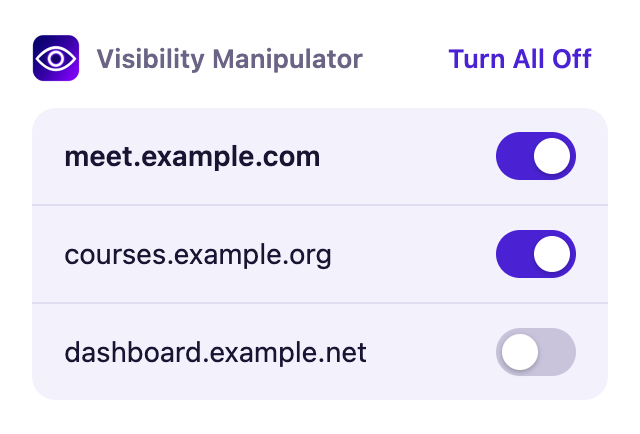 Visibility Manipulator
Turn All Off
meet.example.com
courses.example.org
dashboard.example.net